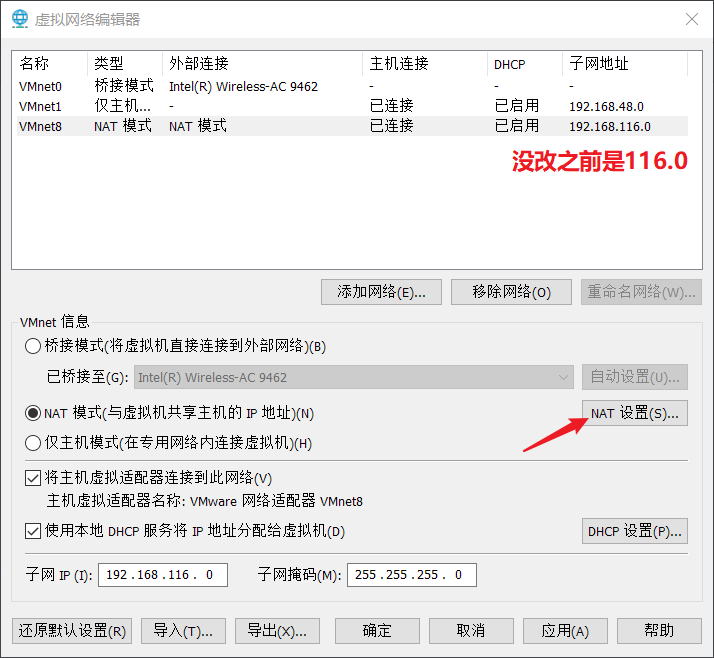 虚拟网络编辑器
名称 类型 外部连接 主机连接 DHCP 子网地址
VMnet0 桥接模式 Intel(R) Wireless-AC 9462 - - -
VMnet1 仅主机... - 已连接 已启用 192.168.48.0
VMnet8 NAT 模式 NAT 模式 已连接 已启用 192.168.116.0
没改之前是116.0
添加网络(E)... 移除网络(O) 重命名网络(W)...
VMnet 信息
桥接模式(将虚拟机直接连接到外部网络)(B)
已桥接至(G): Intel(R) Wireless-AC 9462 自动设置(U)...
NAT 模式(与虚拟机共享主机的 IP 地址)(N) NAT 设置(S)...
仅主机模式(在专用网络内连接虚拟机)(H)
将主机虚拟适配器连接到此网络(V)
主机虚拟适配器名称: VMware 网络适配器 VMnet8
使用本地 DHCP 服务将 IP 地址分配给虚拟机(D) DHCP 设置(P)...
子网 IP (I): 192.168.116. 0 子网掩码(M): 255.255.255. 0
还原默认设置(R) 导入(T)... 导出(X)... 确定 取消 应用(A) 帮助